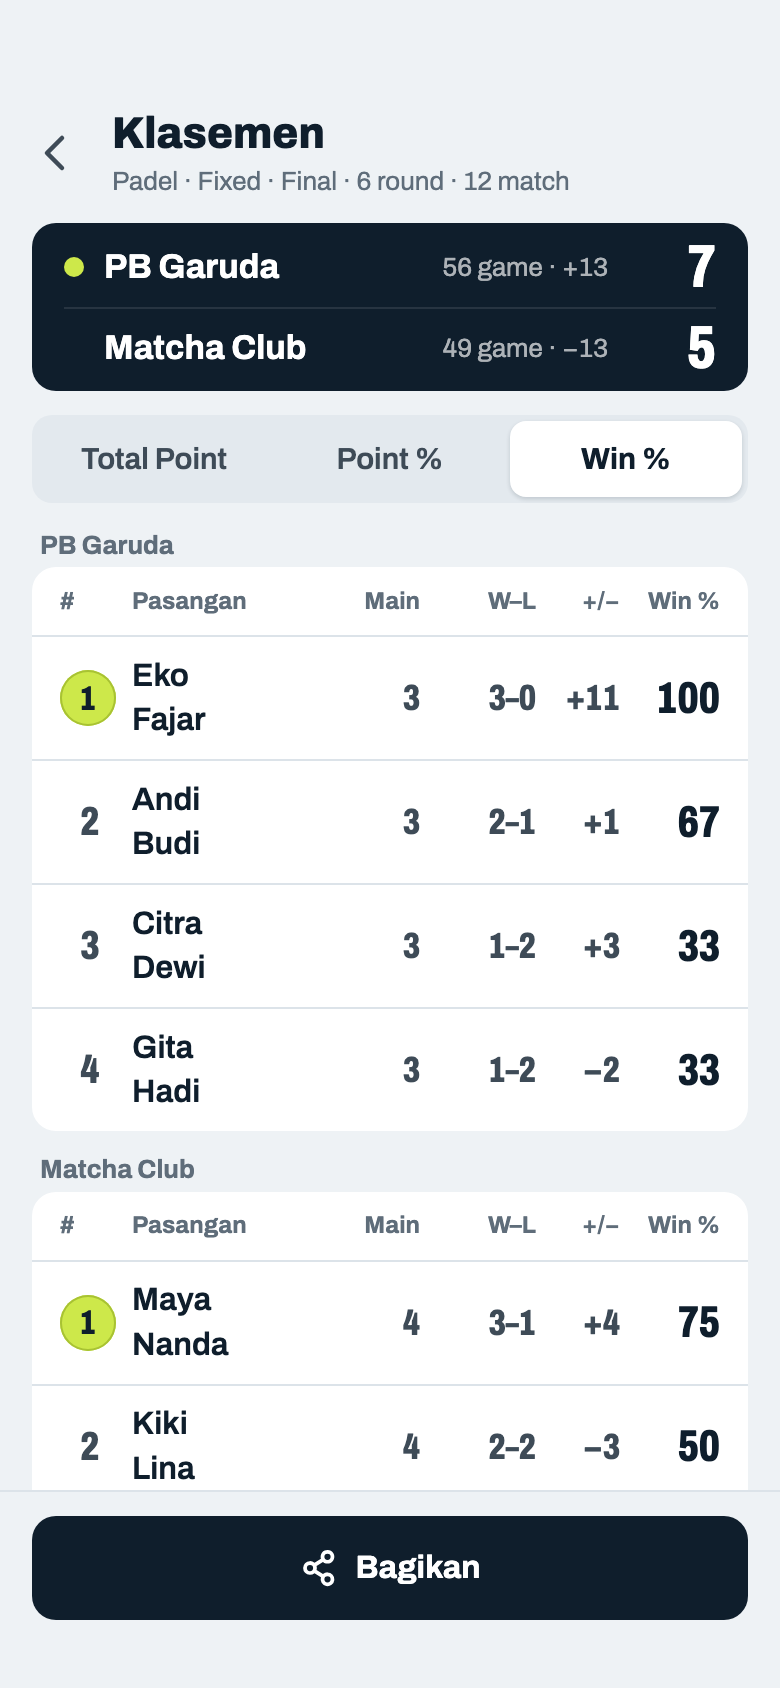 Klasemen
Padel · Fixed · Final · 6 round · 12 match
PB Garuda 56 game · +13 7
Matcha Club 49 game · −13 5
Total Point Point % Win %
PB Garuda
# Pasangan Main W–L +/− Win %
1 Eko Fajar 3 3–0 +11 100
2 Andi Budi 3 2–1 +1 67
3 Citra Dewi 3 1–2 +3 33
4 Gita Hadi 3 1–2 −2 33
Matcha Club
# Pasangan Main W–L +/− Win %
1 Maya Nanda 4 3–1 +4 75
2 Kiki Lina 4 2–2 −3 50
Bagikan